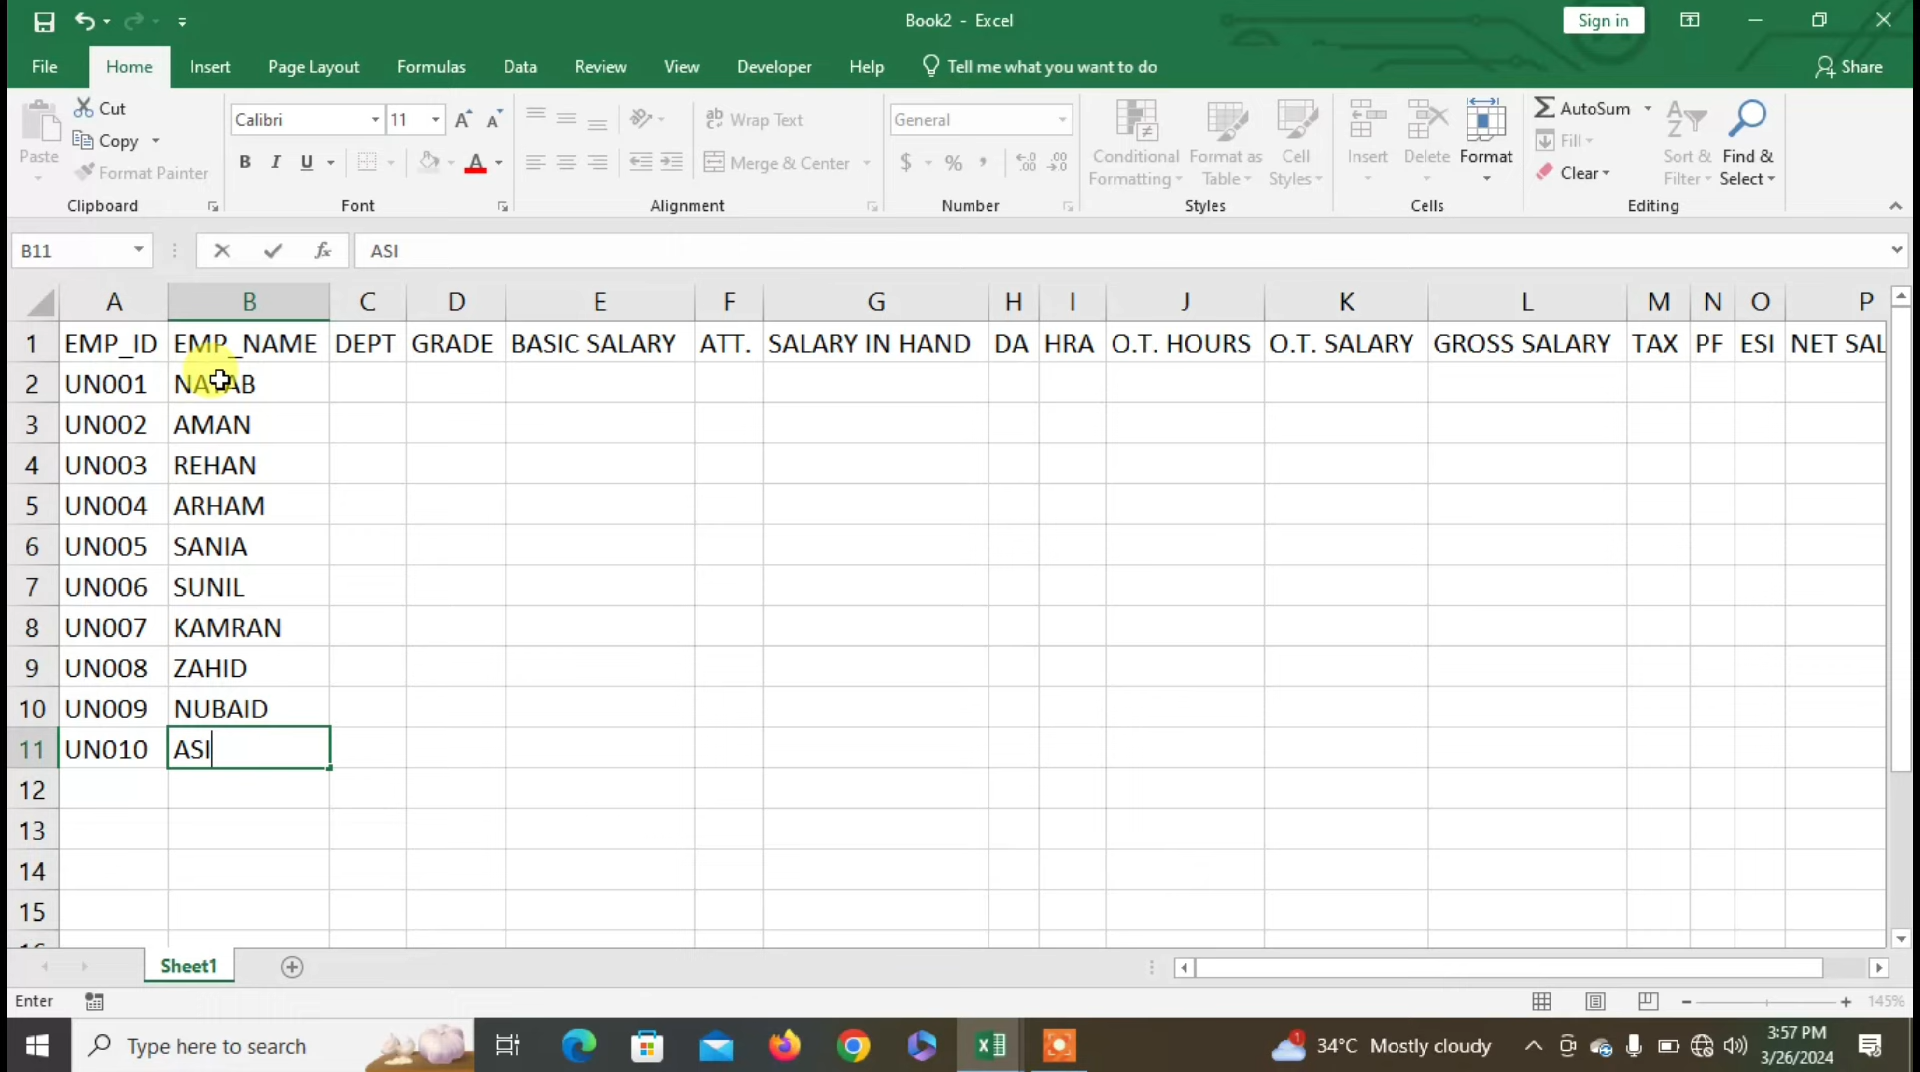 Book2 - Excel
Sign in
File Home Insert Page Layout Formulas Data Review View Developer Help Tell me what you want to do Share
Paste
Cut
Copy
Format Painter
Clipboard
Calibri 11
B I U A
Font
ab Wrap Text
Merge & Center
Alignment
General
$ % ,
Number
Conditional Formatting
Format as Table
Cell Styles
Styles
Insert Delete Format
Cells
AutoSum
Fill
Clear
Sort & Filter
Find & Select
Editing
B11 fx ASI
A B C D E F G H I J K L M N O P
1 EMP_ID EMP_NAME DEPT GRADE BASIC SALARY ATT. SALARY IN HAND DA HRA O.T. HOURS O.T. SALARY GROSS SALARY TAX PF ESI NET SAL
2 UN001 NAYAB
3 UN002 AMAN
4 UN003 REHAN
5 UN004 ARHAM
6 UN005 SANIA
7 UN006 SUNIL
8 UN007 KAMRAN
9 UN008 ZAHID
10 UN009 NUBAID
11 UN010 ASI
12
13
14
15
Sheet1
Enter
145%
Type here to search
34°C Mostly cloudy
3:57 PM
3/26/2024